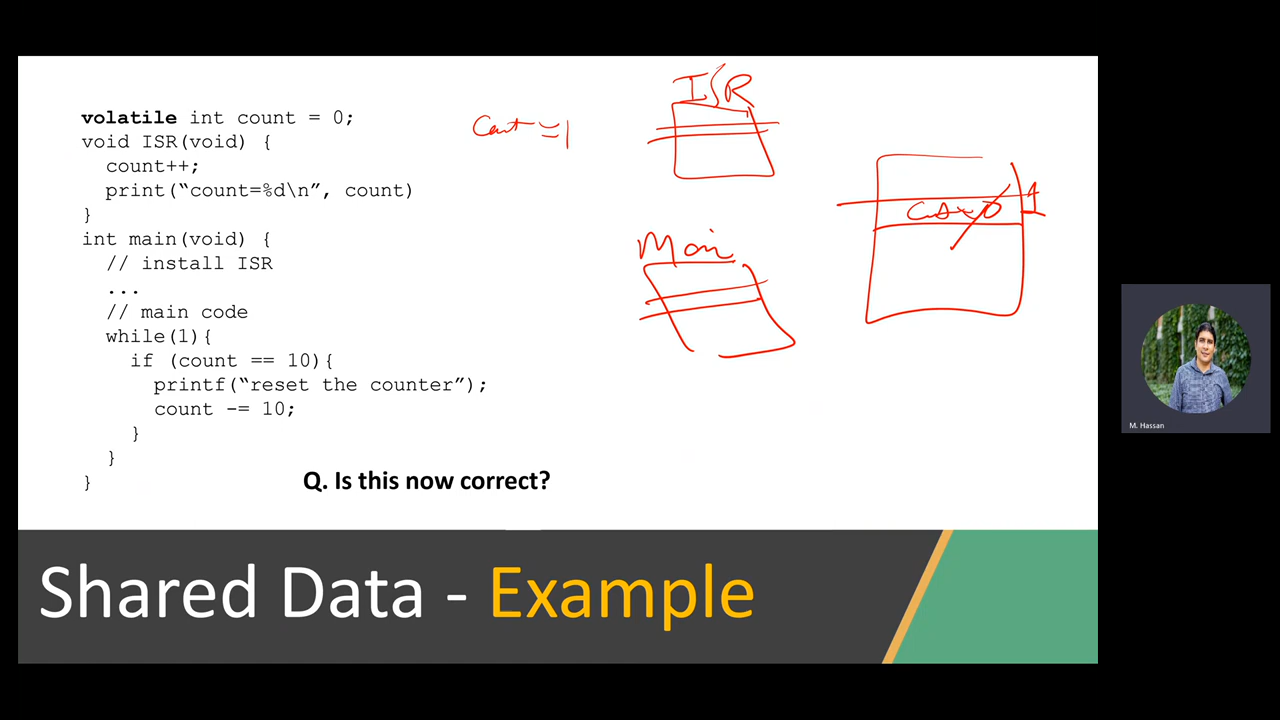 volatile int count = 0;
void ISR(void) {
count++;
print(“count=%d\n”, count)
}
int main(void) {
// install ISR
...
// main code
while(1){
if (count == 10){
printf(“reset the counter”);
count -= 10;
}
}
}
Q. Is this now correct?
ISR
Main
1
Shared Data - Example
M. Hassan